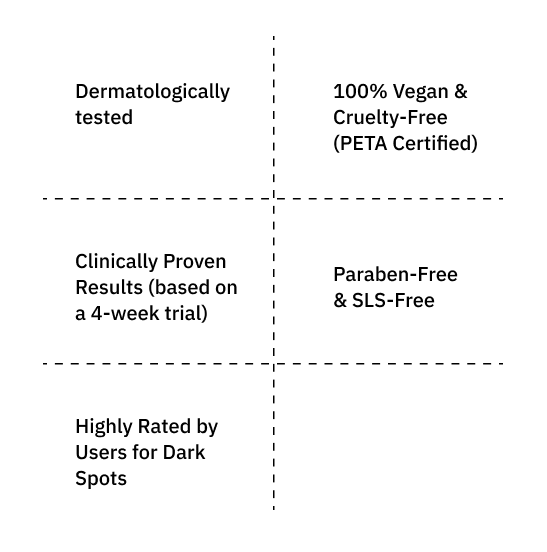 Dermatologically
tested
100% Vegan &
Cruelty-Free
(PETA Certified)
Clinically Proven
Results (based on
a 4-week trial)
Paraben-Free
& SLS-Free
Highly Rated by
Users for Dark
Spots